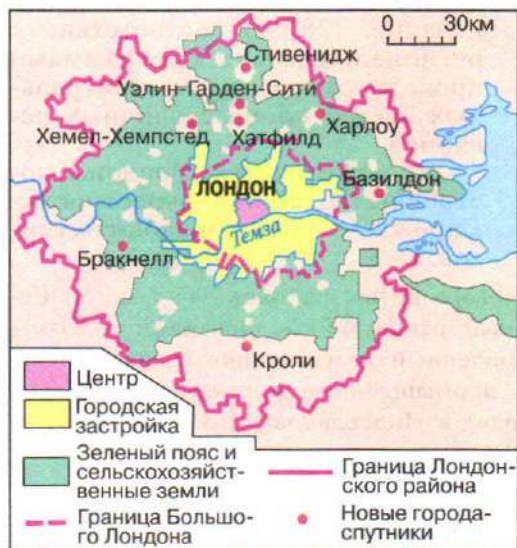 0 30км
Стивенидж
Уэлин-Гарден-Сити
Хемел-Хемпстед
Хатфилд
Харлоу
ЛОНДОН
Базилдон
Темза
Бракнелл
Кроли
Центр
Городская
застройка
Зеленый пояс и
сельскохозяйст-
венные земли
Граница Большо-
го Лондона
Граница Лондон-
ского района
Новые города-
спутники